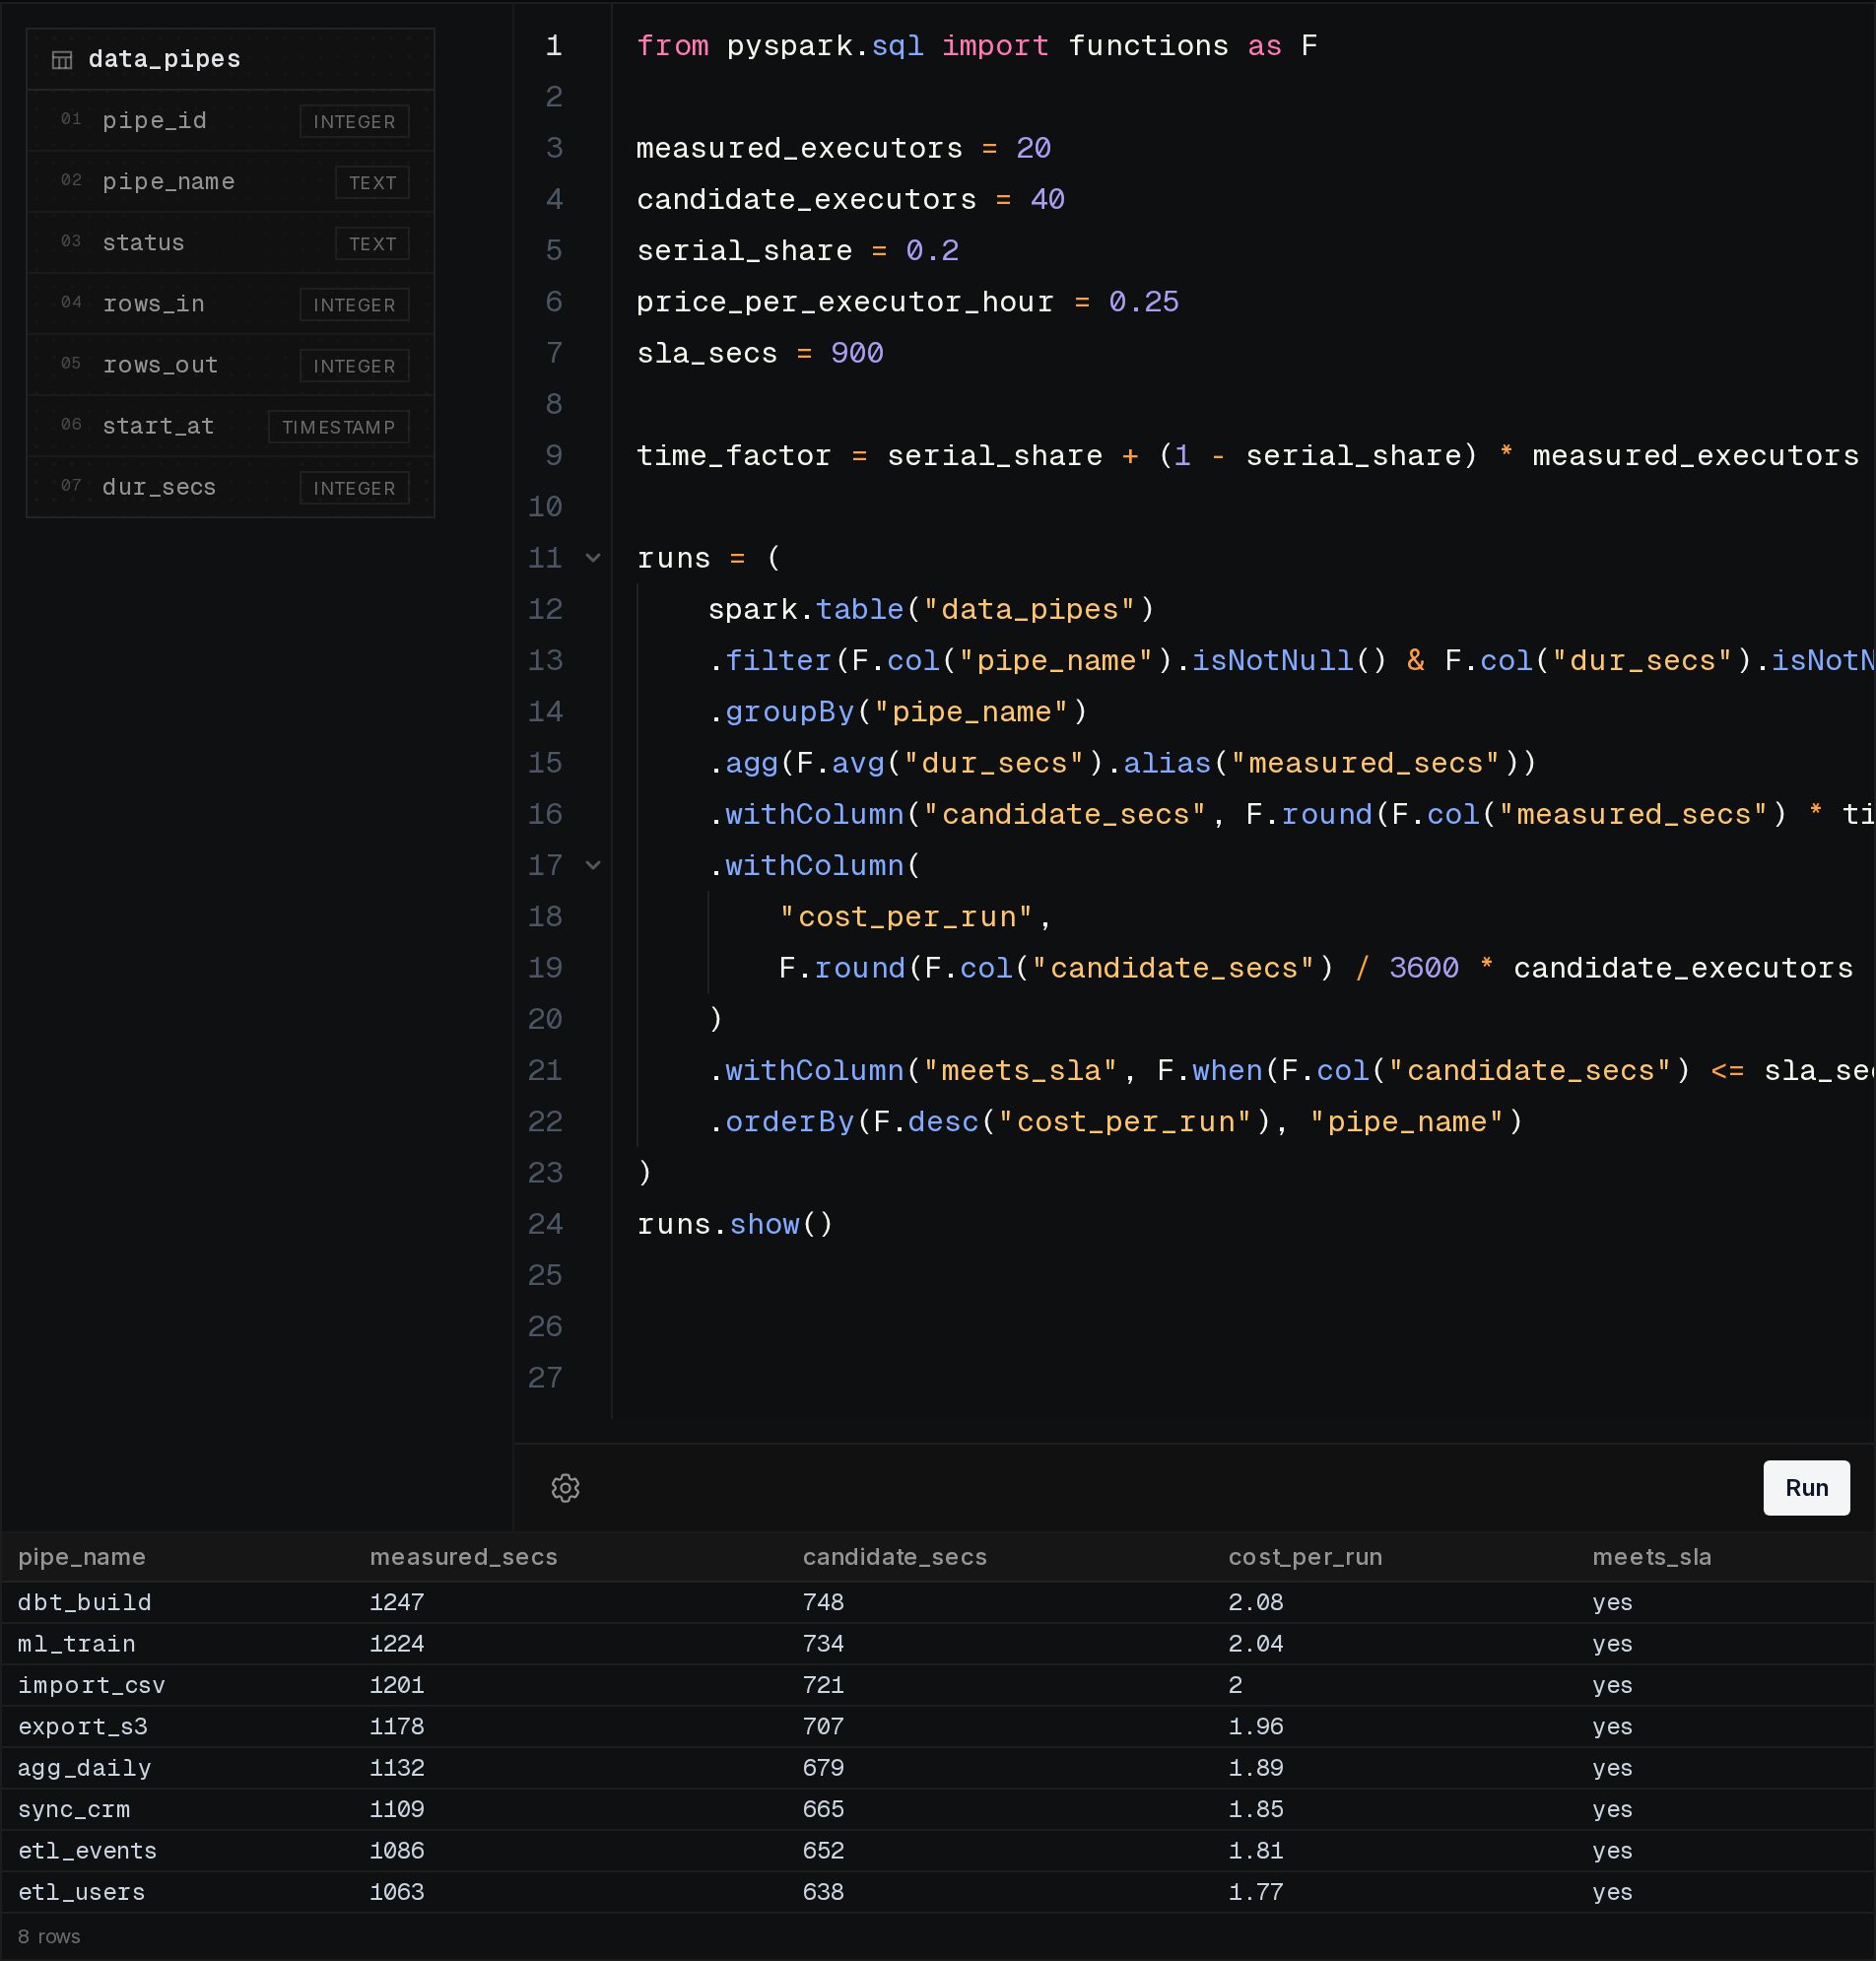 data_pipes
01 pipe_id INTEGER
02 pipe_name TEXT
03 status TEXT
04 rows_in INTEGER
05 rows_out INTEGER
06 start_at TIMESTAMP
07 dur_secs INTEGER
1 from pyspark.sql import functions as F
2
3 measured_executors = 20
4 candidate_executors = 40
5 serial_share = 0.2
6 price_per_executor_hour = 0.25
7 sla_secs = 900
8
9 time_factor = serial_share + (1 - serial_share) * measured_executors
10
11 runs = (
12     spark.table("data_pipes")
13     .filter(F.col("pipe_name").isNotNull() & F.col("dur_secs").isNotN
14     .groupBy("pipe_name")
15     .agg(F.avg("dur_secs").alias("measured_secs"))
16     .withColumn("candidate_secs", F.round(F.col("measured_secs") * ti
17     .withColumn(
18         "cost_per_run",
19         F.round(F.col("candidate_secs") / 3600 * candidate_executors
20     )
21     .withColumn("meets_sla", F.when(F.col("candidate_secs") <= sla_sec
22     .orderBy(F.desc("cost_per_run"), "pipe_name")
23 )
24 runs.show()
25
26
27
Run
pipe_name measured_secs candidate_secs cost_per_run meets_sla
dbt_build 1247 748 2.08 yes
ml_train 1224 734 2.04 yes
import_csv 1201 721 2 yes
export_s3 1178 707 1.96 yes
agg_daily 1132 679 1.89 yes
sync_crm 1109 665 1.85 yes
etl_events 1086 652 1.81 yes
etl_users 1063 638 1.77 yes
8 rows